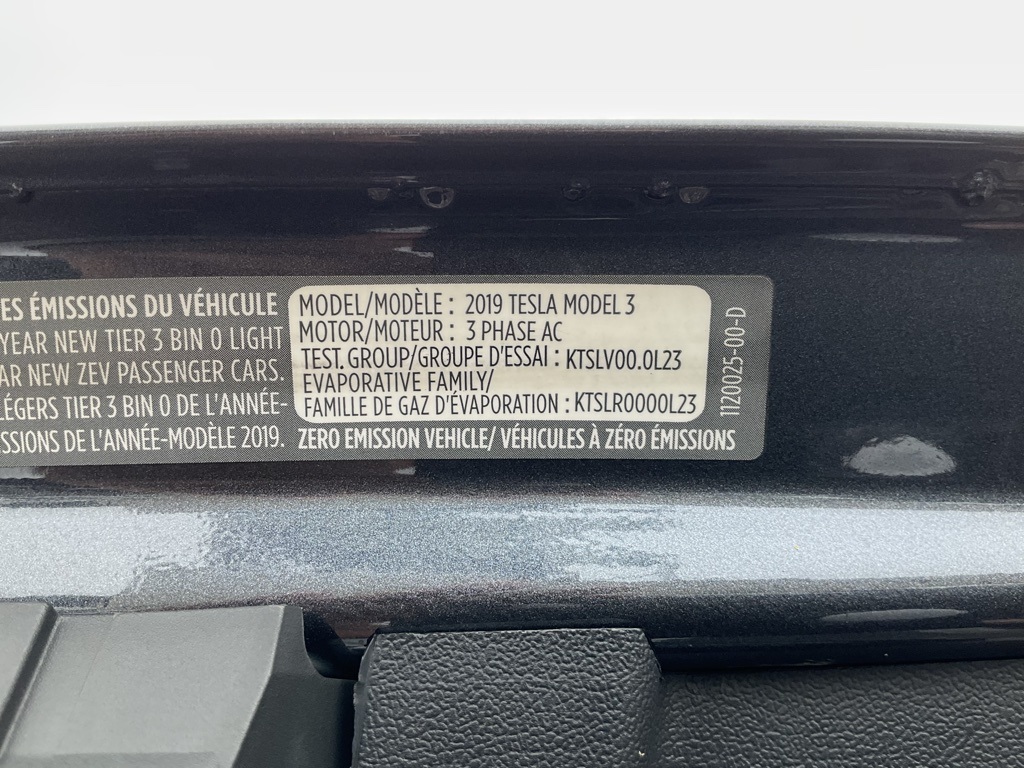 ES ÉMISSIONS DU VÉHICULE
YEAR NEW TIER 3 BIN 0 LIGHT
AR NEW ZEV PASSENGER CARS.
LÉGERS TIER 3 BIN 0 DE L'ANNÉE-
SSIONS DE L'ANNÉE-MODÈLE 2019.
MODEL/MODÈLE : 2019 TESLA MODEL 3
MOTOR/MOTEUR : 3 PHASE AC
TEST. GROUP/GROUPE D'ESSAI : KTSLV00.0L23
EVAPORATIVE FAMILY/
FAMILLE DE GAZ D'ÉVAPORATION : KTSLR0000L23
ZERO EMISSION VEHICLE/ VÉHICULES À ZÉRO ÉMISSIONS
1120025-00-D